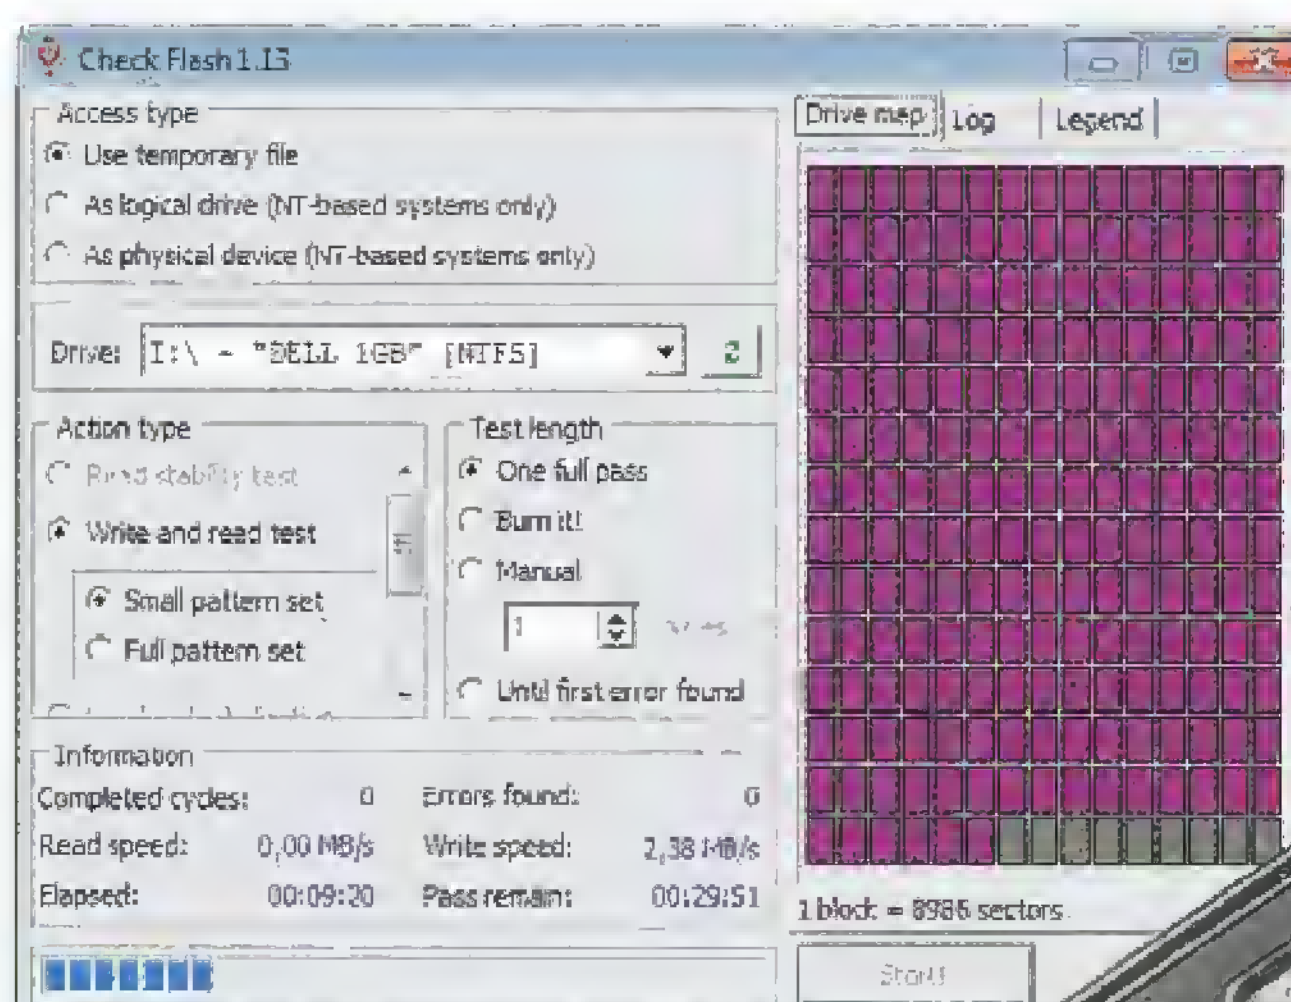 Check Flash 1.13
Access type
Use temporary file
As logical drive (NT-based systems only)
As physical device (NT-based systems only)
Drive: I:\ - "DELL 1GB" [NTFS]
Action type
Read stability test
Write and read test
Small pattern set
Full pattern set
Test length
One full pass
Burn it!
Manual
1
Until first error found
Information
Completed cycles: 0 Errors found: 0
Read speed: 0,00 MB/s Write speed: 2,38 MB/s
Elapsed: 00:09:20 Pass remain: 00:29:51
Drive map Log Legend
1 block = 8986 sectors
Start!